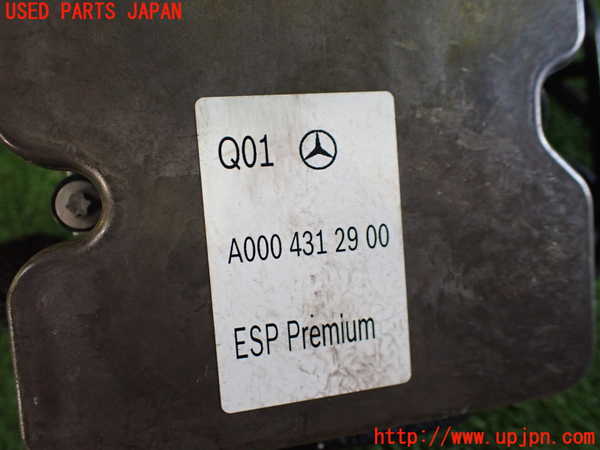 USED PARTS JAPAN
Q01
A000 431 29 00
ESP Premium
http://www.upjpn.com/